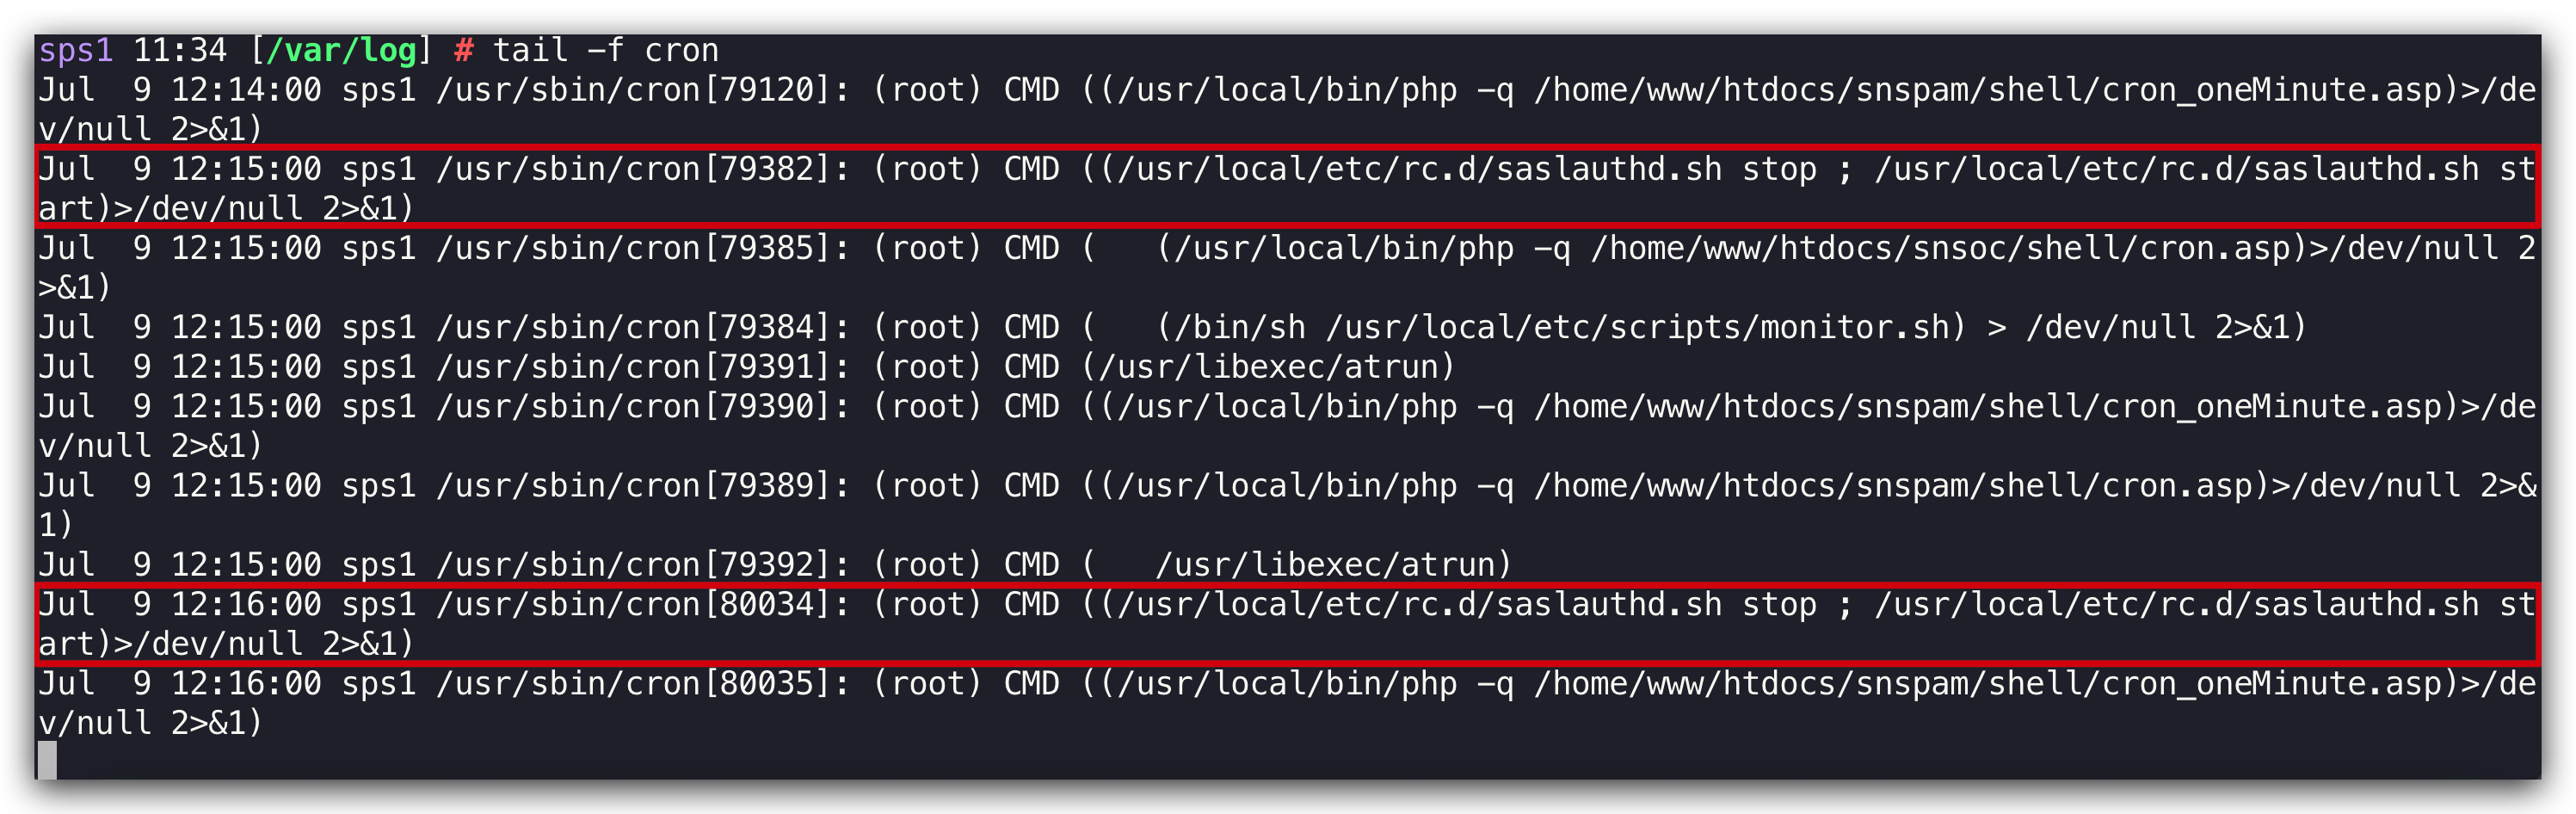 sps1 11:34 [/var/log] # tail -f cron
Jul  9 12:14:00 sps1 /usr/sbin/cron[79120]: (root) CMD ((/usr/local/bin/php -q /home/www/htdocs/snspam/shell/cron_oneMinute.asp)>/de
v/null 2>&1)
Jul  9 12:15:00 sps1 /usr/sbin/cron[79382]: (root) CMD ((/usr/local/etc/rc.d/saslauthd.sh stop ; /usr/local/etc/rc.d/saslauthd.sh st
art)>/dev/null 2>&1)
Jul  9 12:15:00 sps1 /usr/sbin/cron[79385]: (root) CMD (   (/usr/local/bin/php -q /home/www/htdocs/snsoc/shell/cron.asp)>/dev/null 2
>&1)
Jul  9 12:15:00 sps1 /usr/sbin/cron[79384]: (root) CMD (   (/bin/sh /usr/local/etc/scripts/monitor.sh) > /dev/null 2>&1)
Jul  9 12:15:00 sps1 /usr/sbin/cron[79391]: (root) CMD (/usr/libexec/atrun)
Jul  9 12:15:00 sps1 /usr/sbin/cron[79390]: (root) CMD ((/usr/local/bin/php -q /home/www/htdocs/snspam/shell/cron_oneMinute.asp)>/de
v/null 2>&1)
Jul  9 12:15:00 sps1 /usr/sbin/cron[79389]: (root) CMD ((/usr/local/bin/php -q /home/www/htdocs/snspam/shell/cron.asp)>/dev/null 2>&
1)
Jul  9 12:15:00 sps1 /usr/sbin/cron[79392]: (root) CMD (   /usr/libexec/atrun)
Jul  9 12:16:00 sps1 /usr/sbin/cron[80034]: (root) CMD ((/usr/local/etc/rc.d/saslauthd.sh stop ; /usr/local/etc/rc.d/saslauthd.sh st
art)>/dev/null 2>&1)
Jul  9 12:16:00 sps1 /usr/sbin/cron[80035]: (root) CMD ((/usr/local/bin/php -q /home/www/htdocs/snspam/shell/cron_oneMinute.asp)>/de
v/null 2>&1)